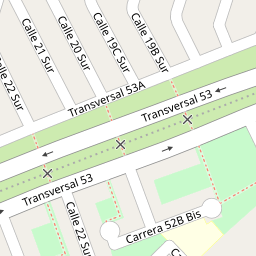 Calle 22 Sur
Calle 21 Sur
Calle 20 Sur
Calle 19C Sur
Calle 19B Sur
Transversal 53A
Transversal 53
Transversal 53
Calle 22 Sur
Carrera 52B Bis